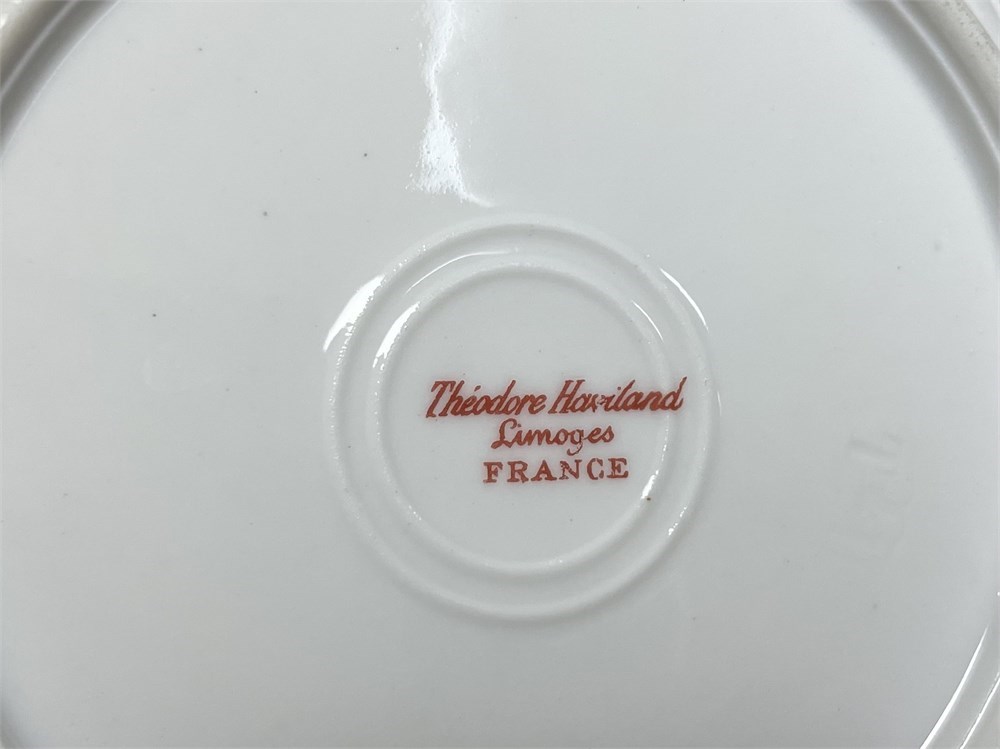 Théodore Haviland
Limoges
FRANCE